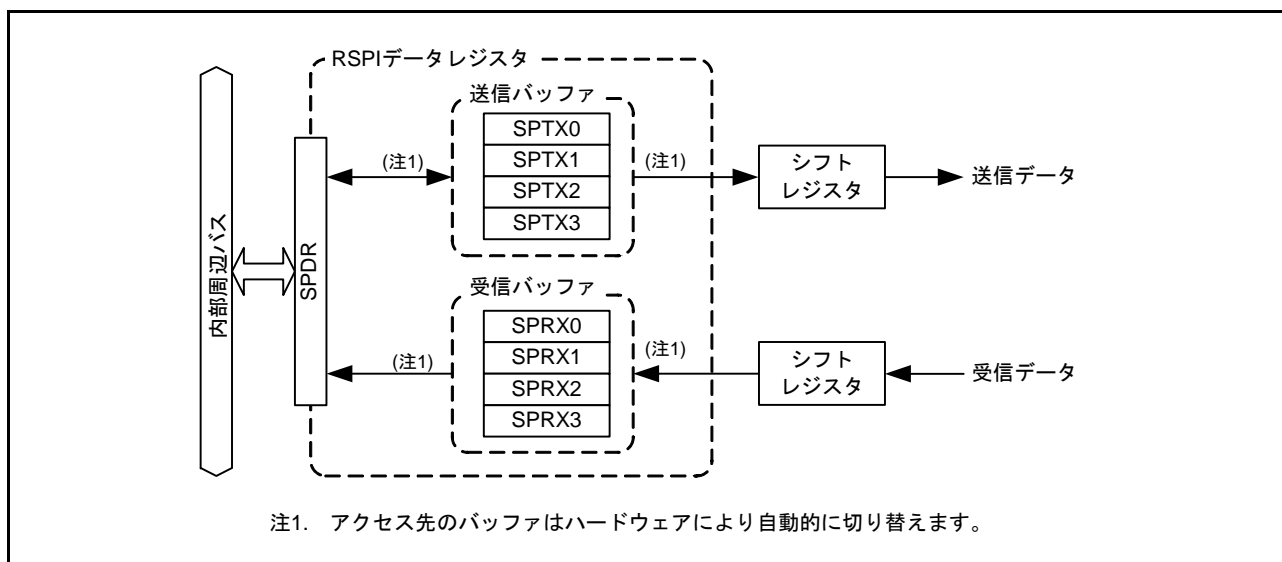 RSPIデータレジスタ
送信バッファ
SPTX0
SPTX1
SPTX2
SPTX3
(注1)
(注1)
シフト
レジスタ
送信データ
内部周辺バス
SPDR
受信バッファ
SPRX0
SPRX1
SPRX2
SPRX3
(注1)
(注1)
シフト
レジスタ
受信データ
注1. アクセス先のバッファはハードウェアにより自動的に切り替えます。